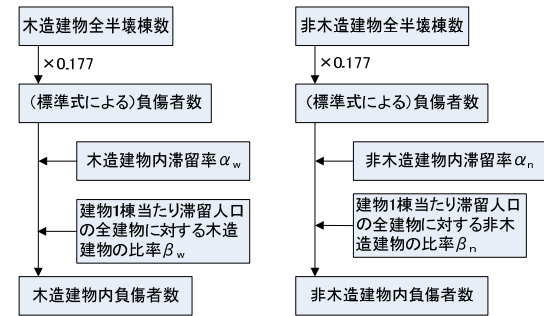 木造建物全半壊棟数
×0.177
(標準式による)負傷者数
木造建物内滞留率αw
建物1棟当たり滞留人口
の全建物に対する木造
建物の比率βw
木造建物内負傷者数
非木造建物全半壊棟数
×0.177
(標準式による)負傷者数
非木造建物内滞留率αn
建物1棟当たり滞留人口
の全建物に対する非木
造建物の比率βn
非木造建物内負傷者数